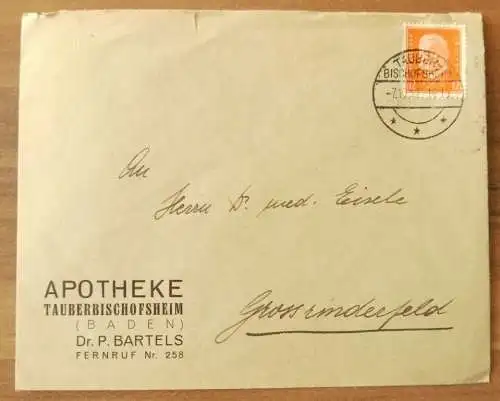 TAUBER-
BISCHOFSHEIM
An
Herrn Dr. med. Eisele
Grossrinderfeld
APOTHEKE
TAUBERBISCHOFSHEIM
(BADEN)
Dr. P. BARTELS
FERNRUF Nr. 258